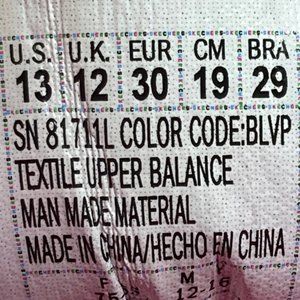 U.S. U.K. EUR CM BRA
13 12 30 19 29
SN 81711L COLOR CODE:BLVP
TEXTILE UPPER BALANCE
MAN MADE MATERIAL
MADE IN CHINA/HECHO EN CHINA
F M